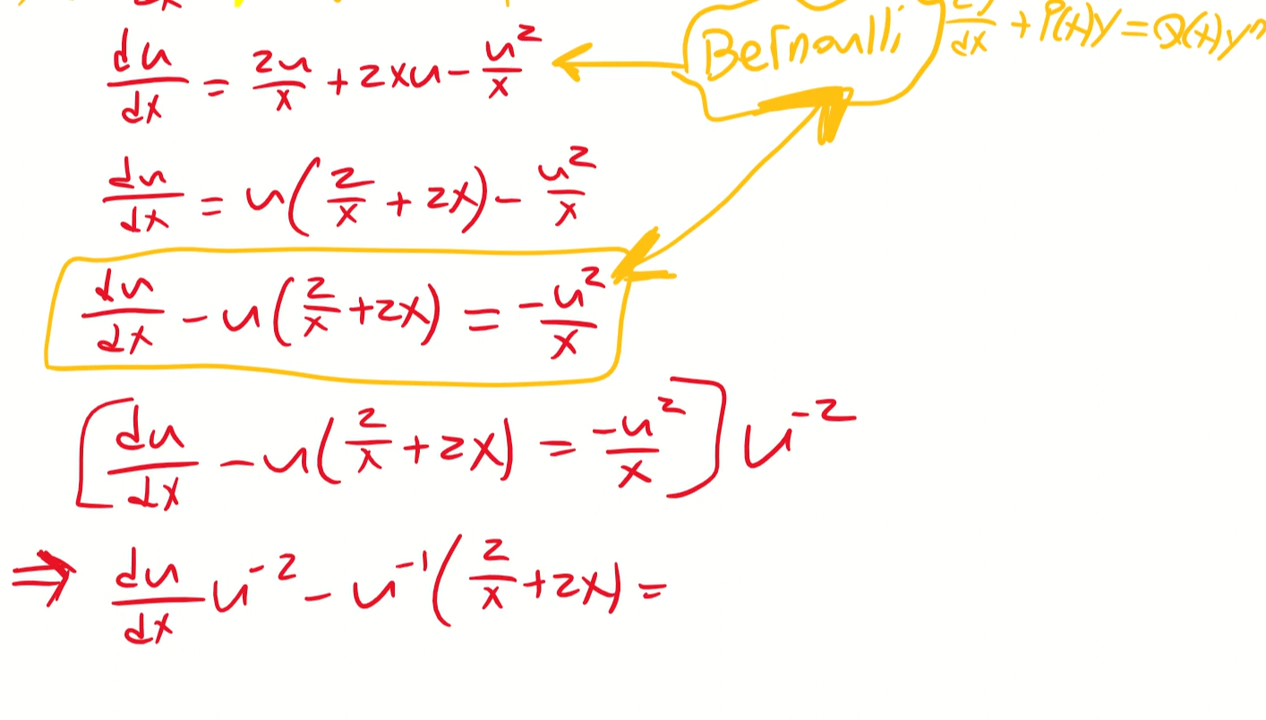 du/dx = 2u/x + 2xu - u²/x
Bernoulli
dy/dx + P(x)y = Q(x)yⁿ
du/dx = u(2/x + 2x) - u²/x
du/dx - u(2/x + 2x) = -u²/x
[du/dx - u(2/x + 2x) = -u²/x] u⁻²
⇒ du/dx u⁻² - u⁻¹(2/x + 2x) =